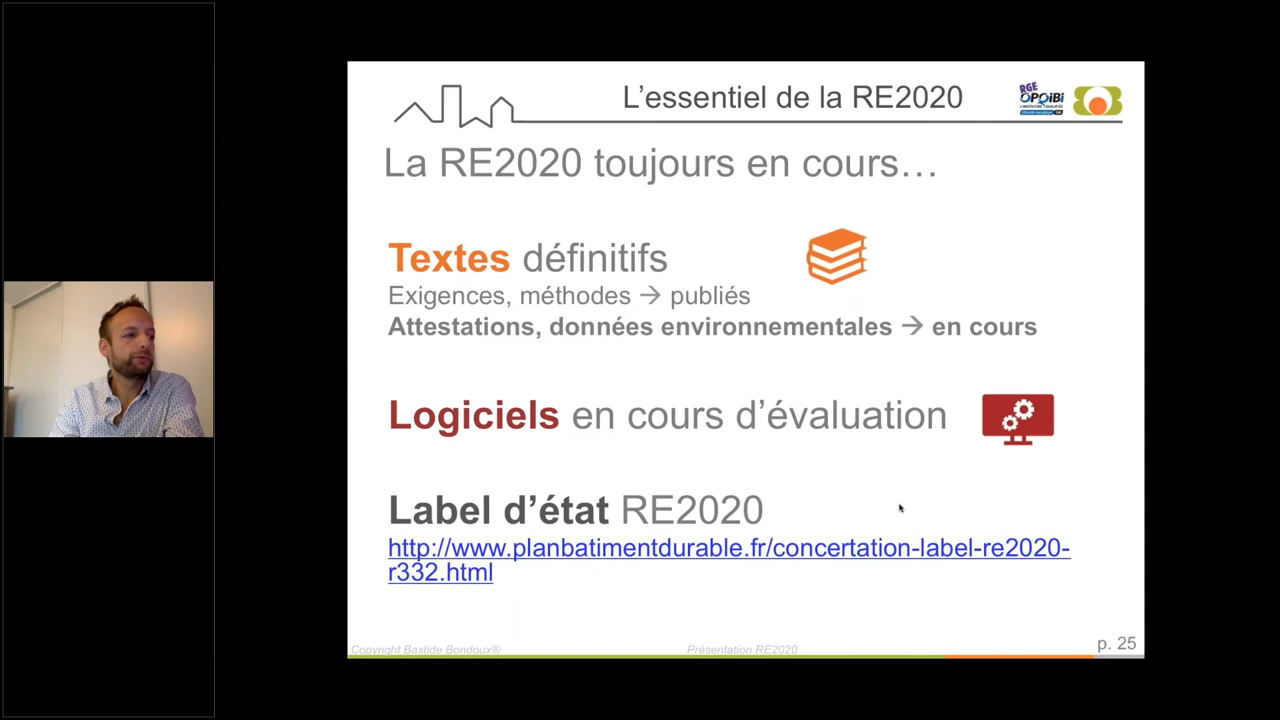 L'essentiel de la RE2020
RGE
OPQiBi
La RE2020 toujours en cours…
Textes définitifs
Exigences, méthodes → publiés
Attestations, données environnementales → en cours
Logiciels en cours d'évaluation
Label d'état RE2020
http://www.planbatimentdurable.fr/concertation-label-re2020-
r332.html
Copyright Bastide Bondoux®
Présentation RE2020
p. 25